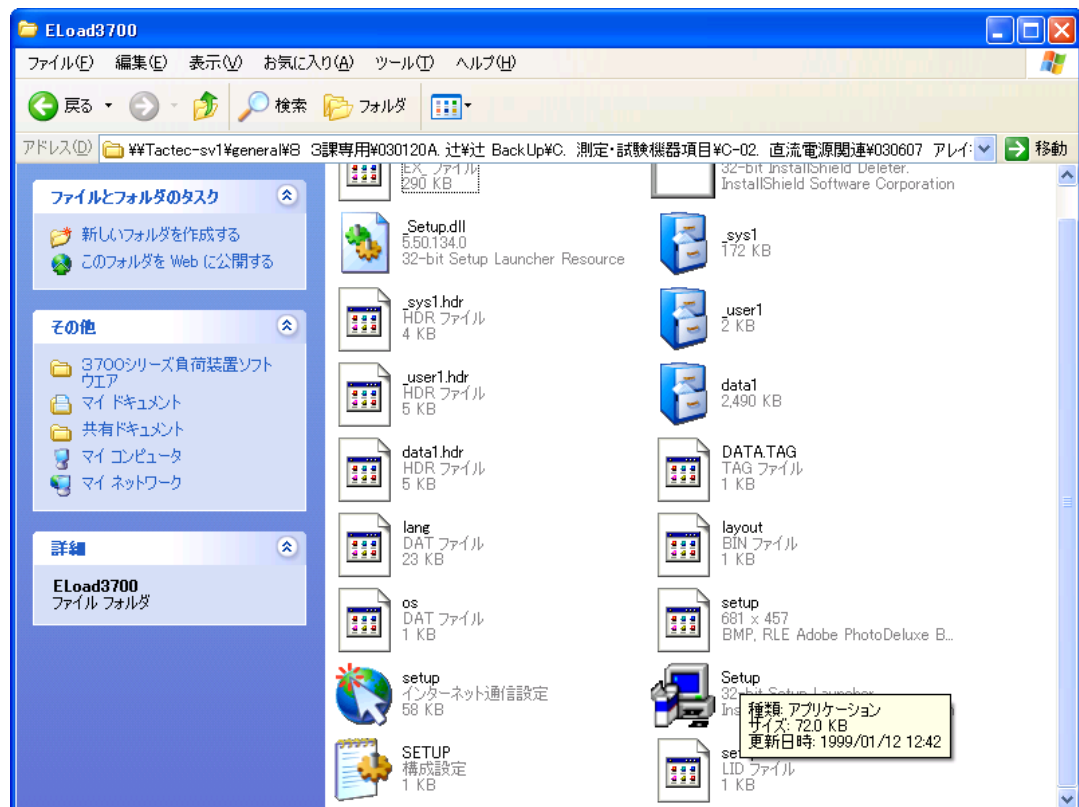 ELoad3700
ファイル(F) 編集(E) 表示(V) お気に入り(A) ツール(T) ヘルプ(H)
戻る 検索 フォルダ
アドレス(D) ¥¥Tactec-sv1¥general¥8 3課専用¥030120A. 辻¥辻 BackUp¥C. 測定・試験機器項目¥C-02. 直流電源関連¥030607 アレイ 移動
ファイルとフォルダのタスク
新しいフォルダを作成する
このフォルダを Web に公開する
その他
3700シリーズ負荷装置ソフト
ウエア
マイ ドキュメント
共有ドキュメント
マイ コンピュータ
マイ ネットワーク
詳細
ELoad3700
ファイル フォルダ
EX_ ファイル
290 KB
32-bit InstallShield Deleter.
InstallShield Software Corporation
_Setup.dll
5.50.134.0
32-bit Setup Launcher Resource
_sys1
172 KB
_sys1.hdr
HDR ファイル
4 KB
_user1
2 KB
_user1.hdr
HDR ファイル
5 KB
data1
2,490 KB
data1.hdr
HDR ファイル
5 KB
DATA.TAG
TAG ファイル
1 KB
lang
DAT ファイル
23 KB
layout
BIN ファイル
1 KB
os
DAT ファイル
1 KB
setup
681 x 457
BMP, RLE Adobe PhotoDeluxe B...
setup
インターネット通信設定
58 KB
Setup
32-bit Setup Launcher
種類: アプリケーション
サイズ: 72.0 KB
更新日時: 1999/01/12 12:42
SETUP
構成設定
1 KB
LID ファイル
1 KB